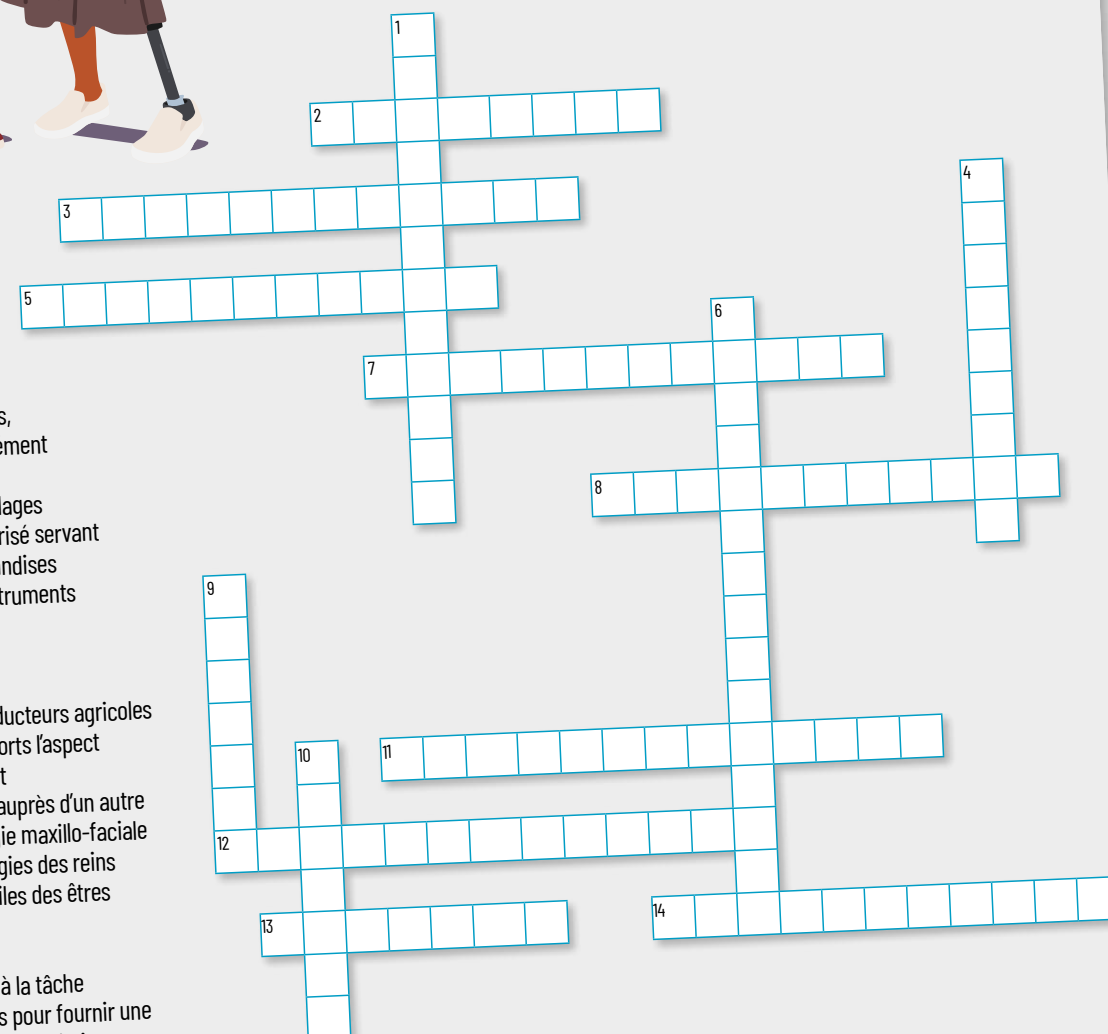 1
2
3
4
5
6
7
8
s,
ement
lages
risé servant
andises
truments
9
10
11
ducteurs agricoles
orts l'aspect
t
auprès d'un autre
ie maxillo-faciale
gies des reins
iles des êtres
12
13
14
à la tâche
s pour fournir une